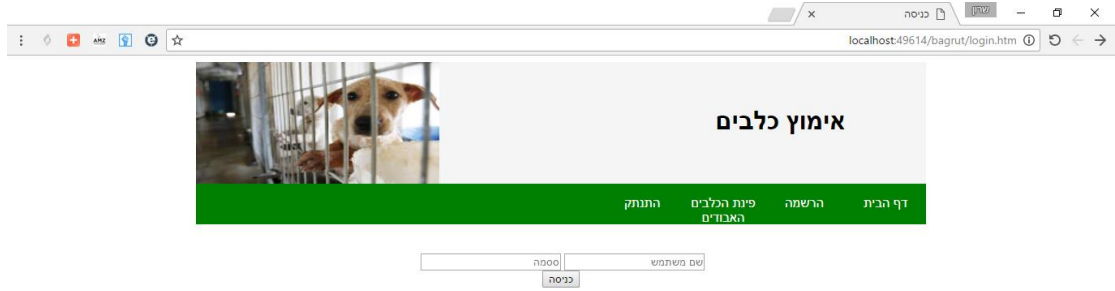 שרון
כניסה
localhost:49614/bagrut/login.htm
אימוץ כלבים
דף הבית
הרשמה
פינת הכלבים
האבודים
התנתק
שם משתמש
ססמה
כניסה